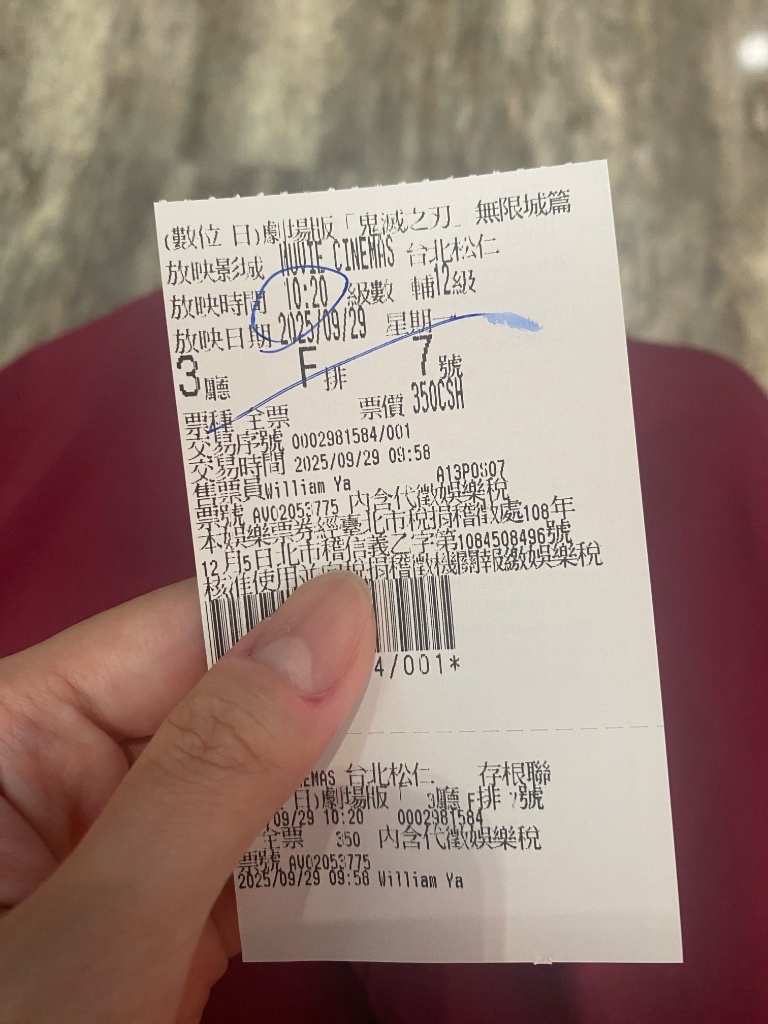 (數位 日)劇場版「鬼滅之刃」無限城篇
放映影城 MUVIE CINEMAS 台北松仁
放映時間 10:20 級數 輔12級
放映日期 2025/09/29 星期一
3廳 F排 7號
票種 全票 票價 350CSH
交易序號 0002981584/001
交易時間 2025/09/29 09:58
售票員William Ya A13POS07
票號 AV02053775 內含代徵娛樂稅
本娛樂票券經臺北市稅捐稽徵處108年
12月5日北市稽信義乙字第1084508496號
核准使用並向稅捐稽徵機關報繳娛樂稅
4/001*
EMAS 台北松仁 存根聯
日)劇場版「 3廳 F排 7號
/09/29 10:20 0002981584
全票 350 內含代徵娛樂稅
票號 AV02053775
2025/09/29 09:58 William Ya